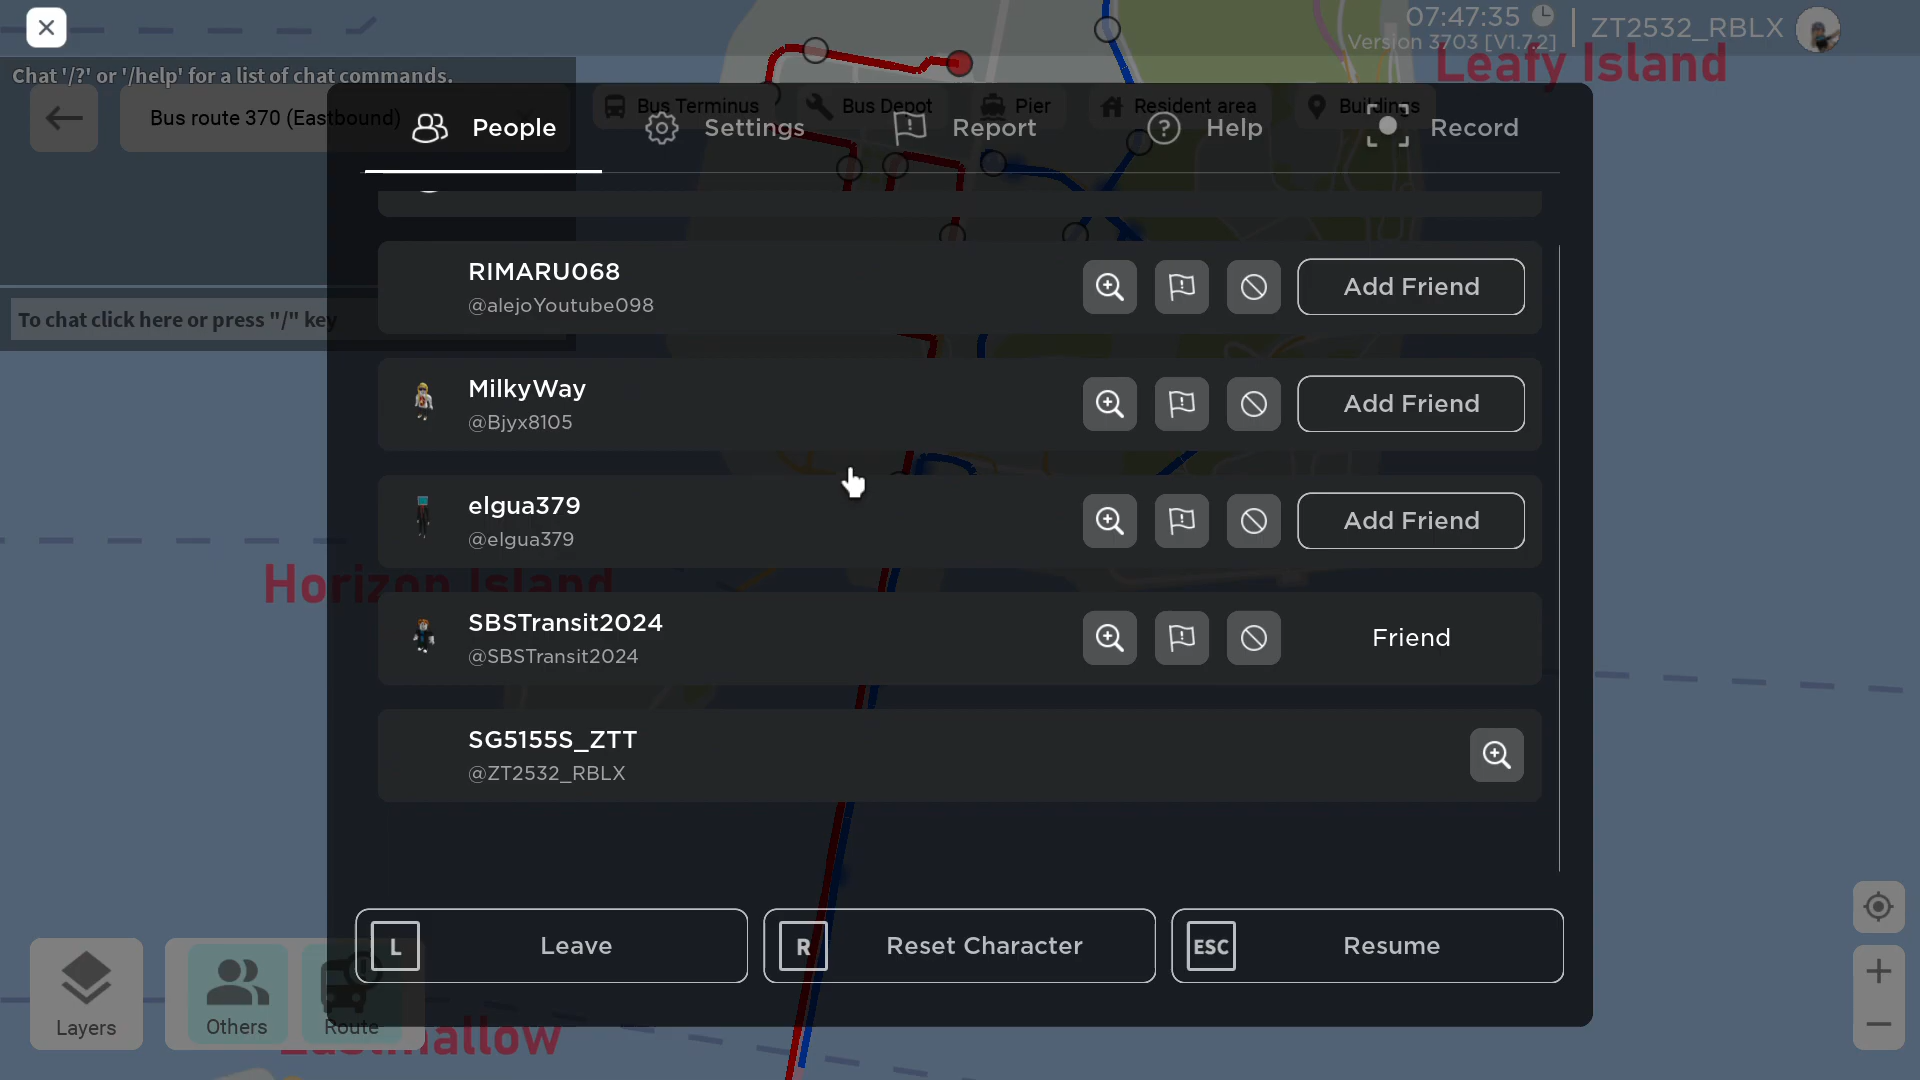 07:47:35
ZT2532_RBLX
Version 3703 [V1.7.2]
Leafy Island
Chat '/?' or '/help' for a list of chat commands.
Bus route 370 (Eastbound)
Bus Terminus
Bus Depot
Pier
Resident area
Buildings
People
Settings
Report
Help
Record
RIMARU068
@alejoYoutube098
Add Friend
To chat click here or press "/" key
MilkyWay
@Bjyx8105
Add Friend
elgua379
@elgua379
Add Friend
Horizon Island
SBSTransit2024
@SBSTransit2024
Friend
SG5155S_ZTT
@ZT2532_RBLX
L
Leave
R
Reset Character
ESC
Resume
Layers
Others
Route